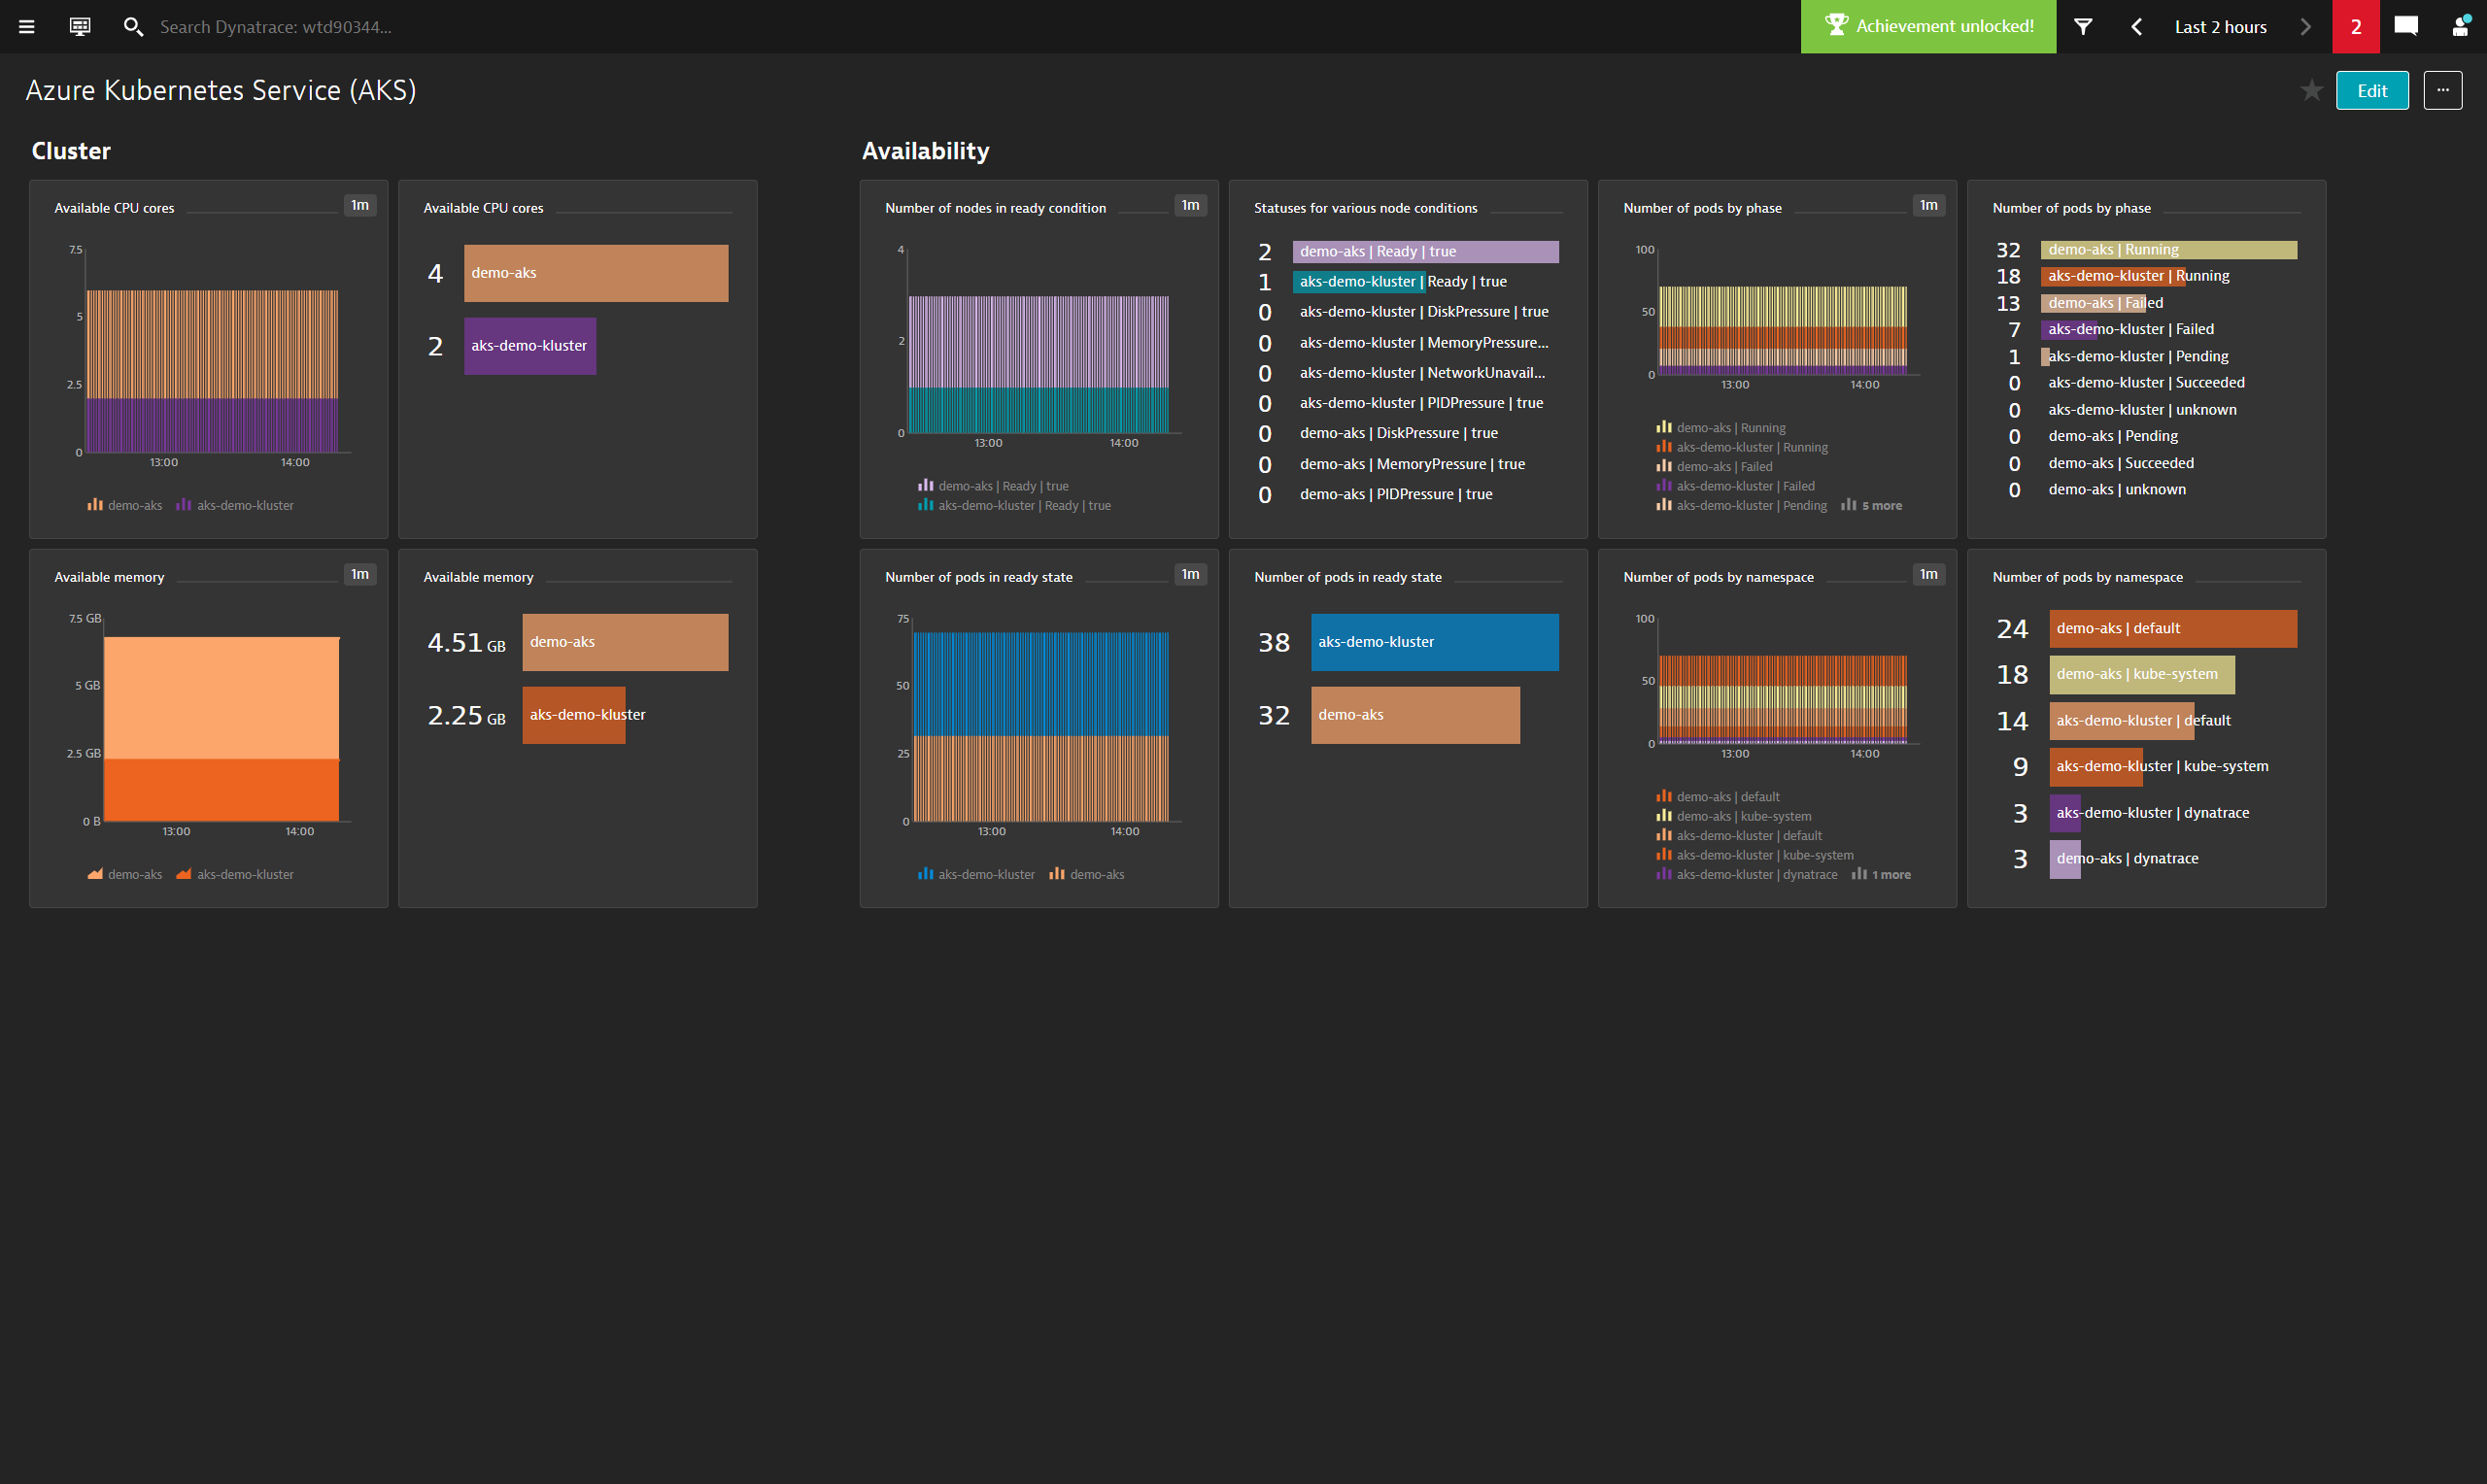 Search Dynatrace: wtd90344...
Achievement unlocked!
Last 2 hours
2
Azure Kubernetes Service (AKS)
Edit
...
Cluster
Available CPU cores
1m
7.5
5
2.5
0
13:00
14:00
demo-aks
aks-demo-kluster
Available CPU cores
4 demo-aks
2 aks-demo-kluster
Available memory
1m
7.5 GB
5 GB
2.5 GB
0 B
13:00
14:00
demo-aks
aks-demo-kluster
Available memory
4.51 GB demo-aks
2.25 GB aks-demo-kluster
Availability
Number of nodes in ready condition
1m
4
2
0
13:00
14:00
demo-aks | Ready | true
aks-demo-kluster | Ready | true
Statuses for various node conditions
2 demo-aks | Ready | true
1 aks-demo-kluster | Ready | true
0 aks-demo-kluster | DiskPressure | true
0 aks-demo-kluster | MemoryPressure...
0 aks-demo-kluster | NetworkUnavail...
0 aks-demo-kluster | PIDPressure | true
0 demo-aks | DiskPressure | true
0 demo-aks | MemoryPressure | true
0 demo-aks | PIDPressure | true
Number of pods by phase
1m
100
50
0
13:00
14:00
demo-aks | Running
aks-demo-kluster | Running
demo-aks | Failed
aks-demo-kluster | Failed
aks-demo-kluster | Pending
5 more
Number of pods by phase
32 demo-aks | Running
18 aks-demo-kluster | Running
13 demo-aks | Failed
7 aks-demo-kluster | Failed
1 aks-demo-kluster | Pending
0 aks-demo-kluster | Succeeded
0 aks-demo-kluster | unknown
0 demo-aks | Pending
0 demo-aks | Succeeded
0 demo-aks | unknown
Number of pods in ready state
1m
75
50
25
0
13:00
14:00
aks-demo-kluster
demo-aks
Number of pods in ready state
38 aks-demo-kluster
32 demo-aks
Number of pods by namespace
1m
100
50
0
13:00
14:00
demo-aks | default
demo-aks | kube-system
aks-demo-kluster | default
aks-demo-kluster | kube-system
aks-demo-kluster | dynatrace
1 more
Number of pods by namespace
24 demo-aks | default
18 demo-aks | kube-system
14 aks-demo-kluster | default
9 aks-demo-kluster | kube-system
3 aks-demo-kluster | dynatrace
3 demo-aks | dynatrace